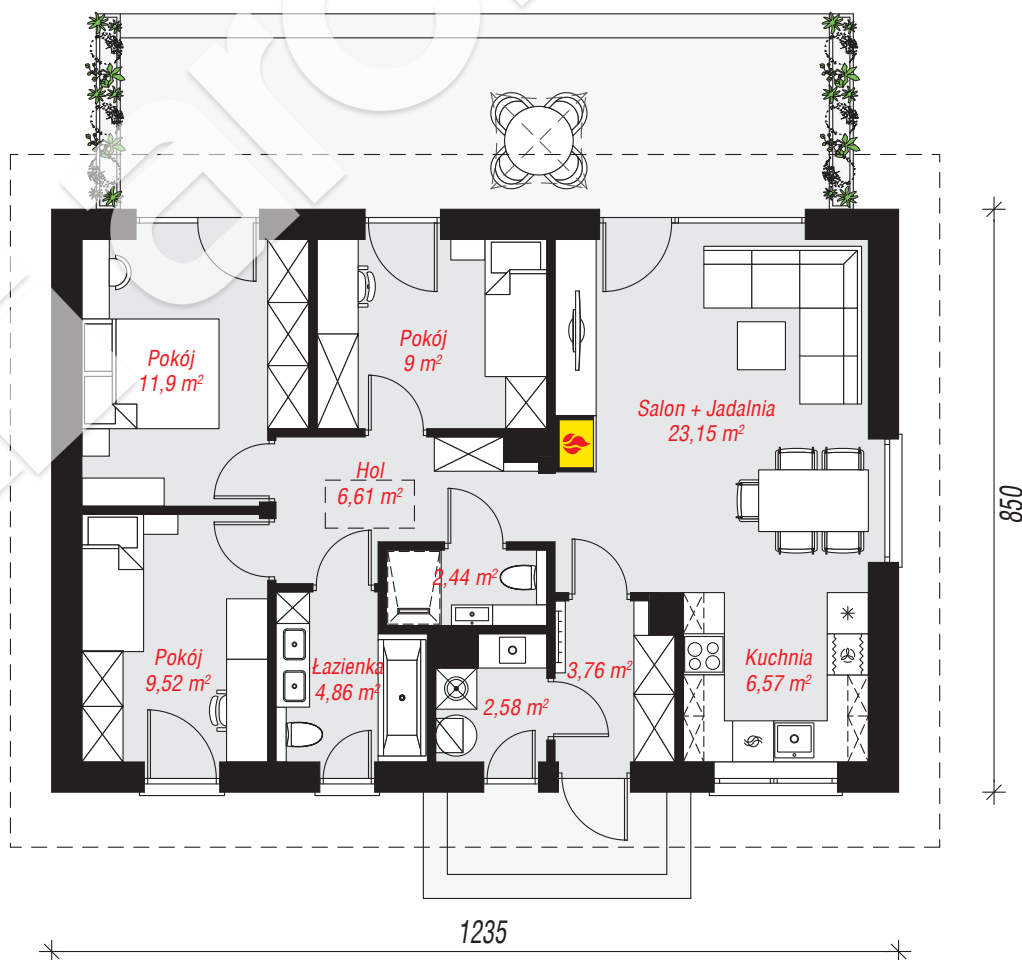 Pokój
11,9 m²
Pokój
9 m²
Salon + Jadalnia
23,15 m²
Hol
6,61 m²
2,44 m²
Pokój
9,52 m²
Łazienka
4,86 m²
2,58 m²
3,76 m²
Kuchnia
6,57 m²
850
1235